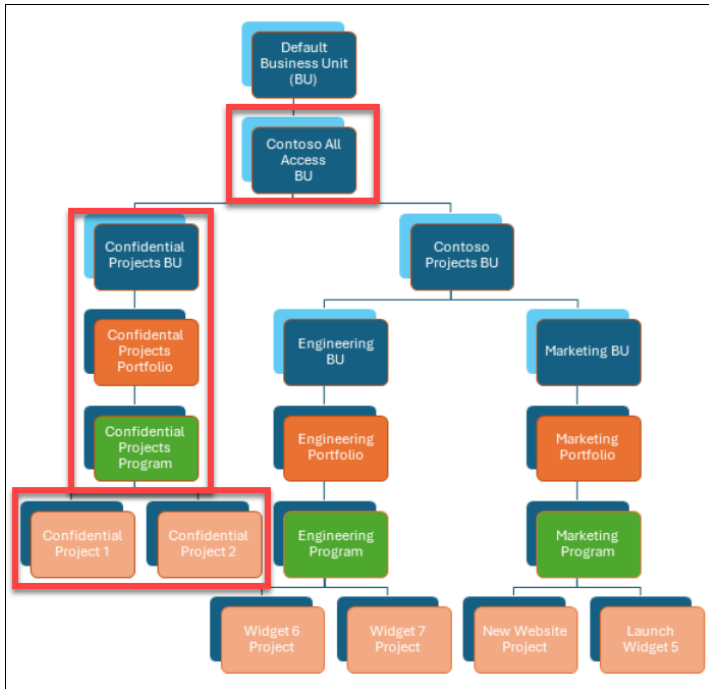 Default
Business Unit
(BU)
Contoso All
Access
BU
Confidential
Projects BU
Contoso
Projects BU
Confidental
Projects
Portfolio
Engineering
BU
Marketing BU
Confidential
Projects
Program
Engineering
Portfolio
Marketing
Portfolio
Confidential
Project 1
Confidential
Project 2
Engineering
Program
Marketing
Program
Widget 6
Project
Widget 7
Project
New Website
Project
Launch
Widget 5